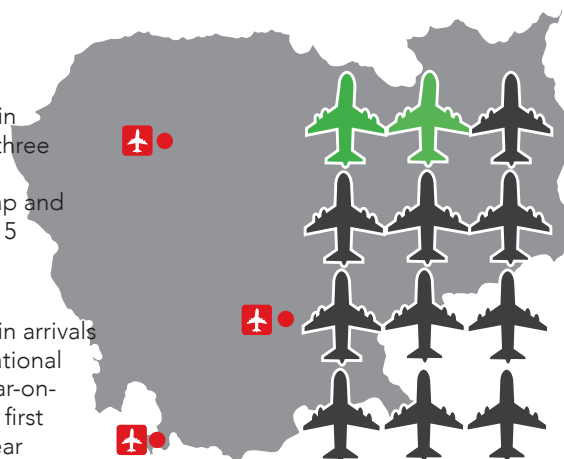 in
three
ap and
5
in arrivals
ational
ar-on-
first
ear